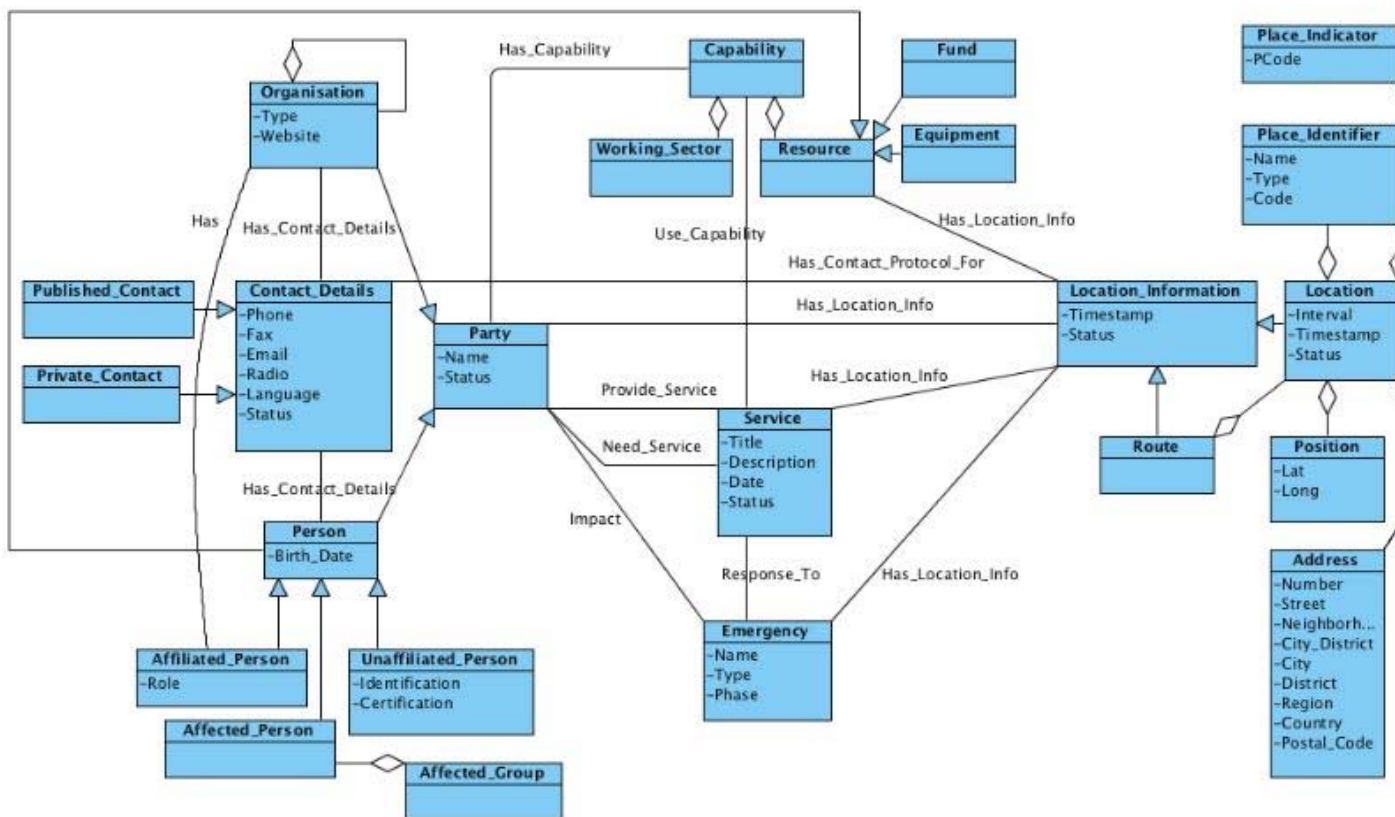 Organisation
-Type
-Website
Has_Capability
Capability
Fund
Working_Sector
Resource
Equipment
Place_Indicator
-PCode
Place_Identifier
-Name
-Type
-Code
Has
Has_Contact_Details
Use_Capability
Has_Location_Info
Has_Contact_Protocol_For
Has_Location_Info
Published_Contact
Private_Contact
Contact_Details
-Phone
-Fax
-Email
-Radio
-Language
-Status
Party
-Name
-Status
Location_Information
-Timestamp
-Status
Location
-Interval
-Timestamp
-Status
Provide_Service
Has_Location_Info
Need_Service
Service
-Title
-Description
-Date
-Status
Route
Position
-Lat
-Long
Has_Contact_Details
Person
-Birth_Date
Impact
Response_To
Has_Location_Info
Address
-Number
-Street
-Neighborh...
-City_District
-City
-District
-Region
-Country
-Postal_Code
Affiliated_Person
-Role
Unaffiliated_Person
-Identification
-Certification
Emergency
-Name
-Type
-Phase
Affected_Person
Affected_Group